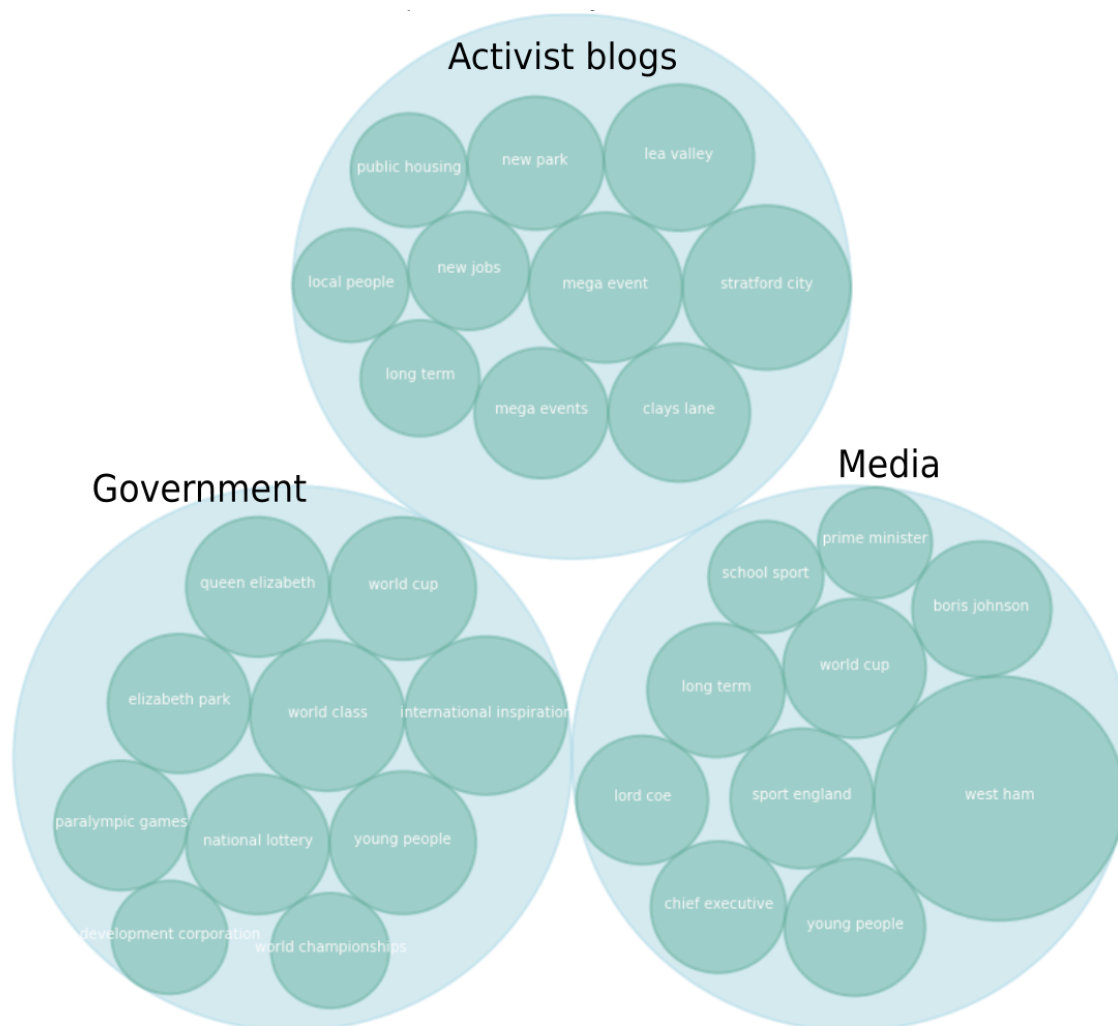 Activist blogs
lea valley
new park
public housing
new jobs
local people
mega event
stratford city
long term
mega events
clays lane
Government
queen elizabeth
world cup
elizabeth park
world class
international inspiration
paralympic games
national lottery
young people
development corporation
world championships
Media
prime minister
school sport
boris johnson
world cup
long term
lord coe
sport england
west ham
chief executive
young people